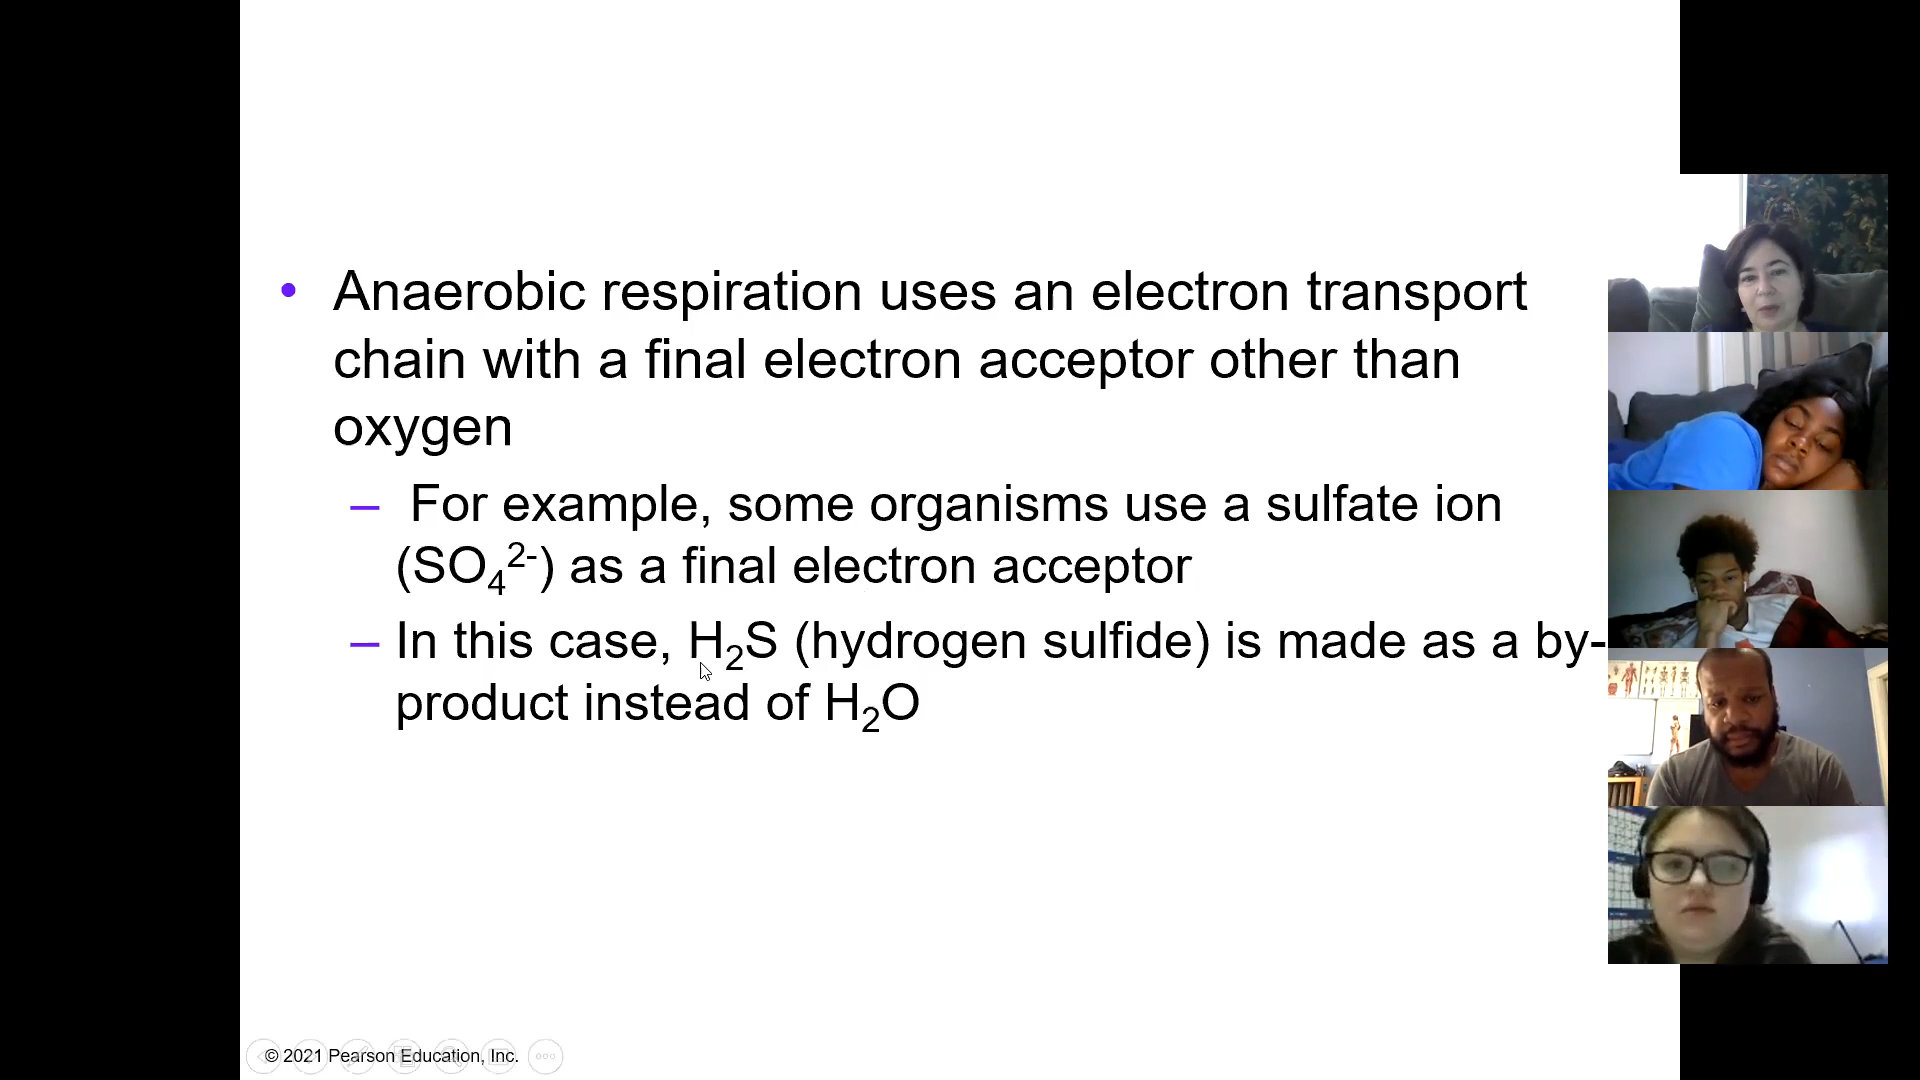 • Anaerobic respiration uses an electron transport
chain with a final electron acceptor other than
oxygen
– For example, some organisms use a sulfate ion
(SO₄²⁻) as a final electron acceptor
– In this case, H₂S (hydrogen sulfide) is made as a by-
product instead of H₂O
© 2021 Pearson Education, Inc.